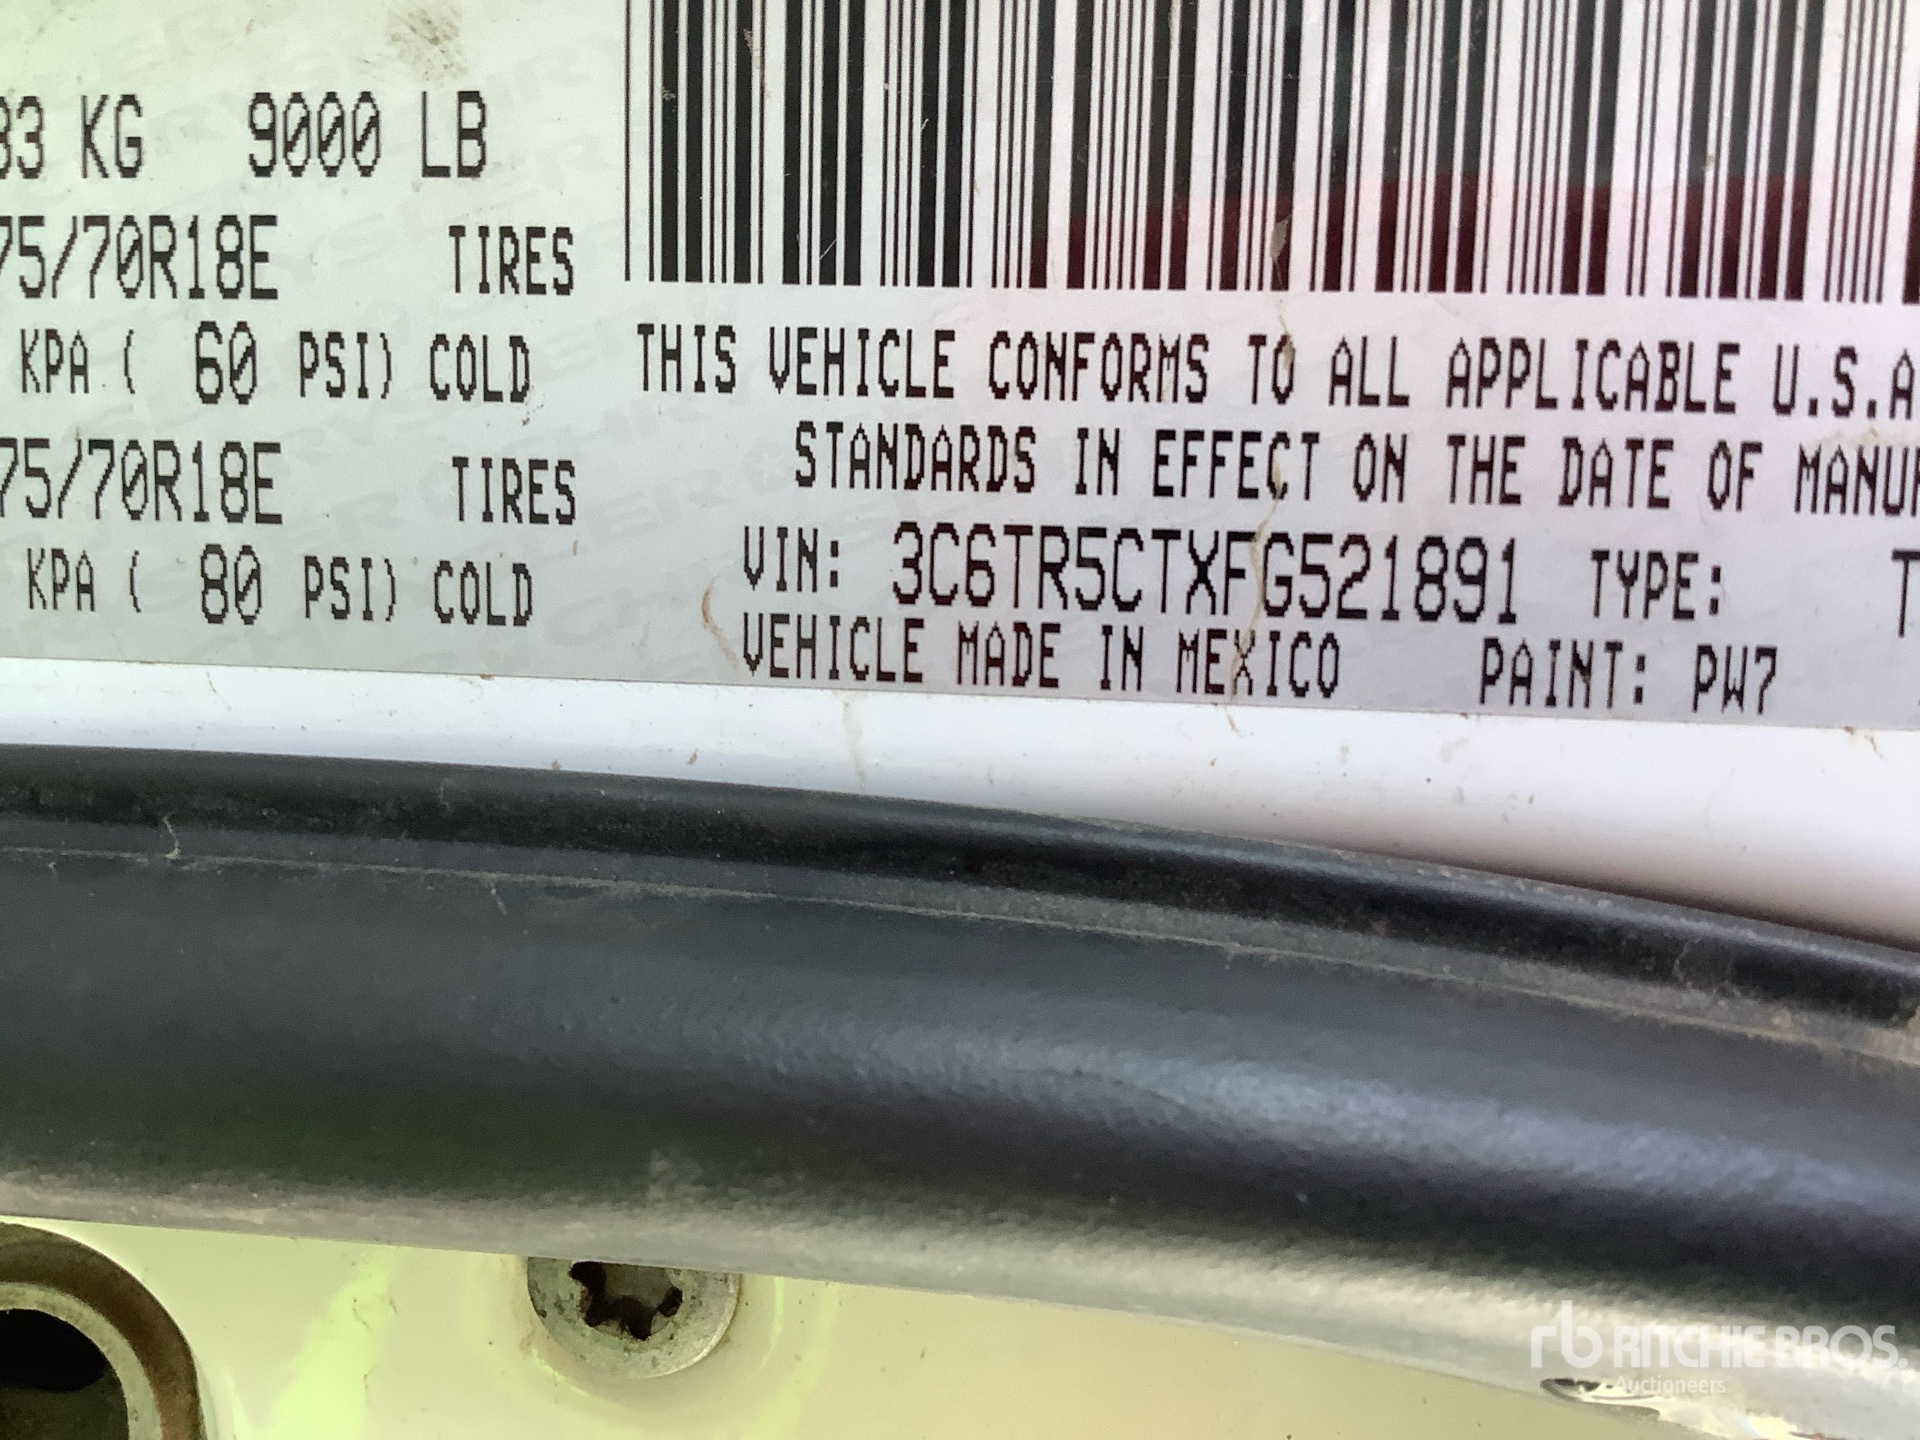 83 KG 9000 LB
75/70R18E TIRES
KPA ( 60 PSI) COLD
75/70R18E TIRES
KPA ( 80 PSI) COLD
THIS VEHICLE CONFORMS TO ALL APPLICABLE U.S.A
STANDARDS IN EFFECT ON THE DATE OF MANUF
VIN: 3C6TR5CTXFG521891 TYPE: T
VEHICLE MADE IN MEXICO PAINT: PW7
rb RITCHIE BROS.
Auctioneers